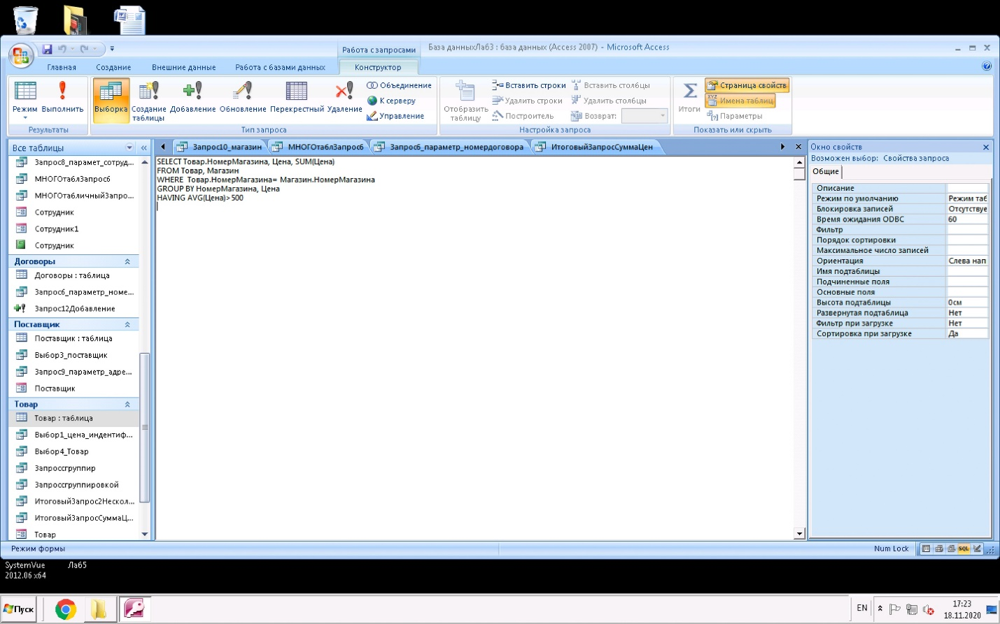 Работа с запросами
База данныхЛаб3 : база данных (Access 2007) - Microsoft Access
Главная
Создание
Внешние данные
Работа с базами данных
Конструктор
Режим
Выполнить
Результаты
Выборка
Создание таблицы
Добавление
Обновление
Перекрестный
Удаление
Объединение
К серверу
Управление
Тип запроса
Отобразить таблицу
Вставить строки
Удалить строки
Построитель
Вставить столбцы
Удалить столбцы
Возврат:
Настройка запроса
Итоги
Страница свойств
Имена таблиц
Параметры
Показать или скрыть
Все таблицы
Запрос8_парамет_сотруд...
МНОГОтаблЗапрос6
МНОГОтабличныйЗапро...
Сотрудник
Сотрудник1
Сотрудник
Договоры
Договоры : таблица
Запрос6_параметр_номе...
Запрос12Добавление
Поставщик
Поставщик : таблица
Выбор3_поставщик
Запрос9_параметр_адре...
Поставщик
Товар
Товар : таблица
Выбор1_цена_индентиф...
Выбор4_Товар
Запроссгруппир
Запроссгруппировкой
ИтоговыйЗапрос2Нескол...
ИтоговыйЗапросСуммаЦ...
Товар
Запрос10_магазин
МНОГОтаблЗапрос6
Запрос6_параметр_номердоговора
ИтоговыйЗапросСуммаЦен
SELECT Товар.НомерМагазина, Цена, SUM(Цена)
FROM Товар, Магазин
WHERE Товар.НомерМагазина= Магазин.НомерМагазина
GROUP BY НомерМагазина, Цена
HAVING AVG(Цена)>500
Окно свойств
Возможен выбор: Свойства запроса
Общие
Описание
Режим по умолчанию Режим таб
Блокировка записей Отсутствуе
Время ожидания ODBC 60
Фильтр
Порядок сортировки
Максимальное число записей
Ориентация Слева нап
Имя подтаблицы
Подчиненные поля
Основные поля
Высота подтаблицы 0см
Развернутая подтаблица Нет
Фильтр при загрузке Нет
Сортировка при загрузке Да
Режим формы
Num Lock
SQL
SystemVue
2012.06 x64
Лаб5
Пуск
EN
17:23
18.11.2020